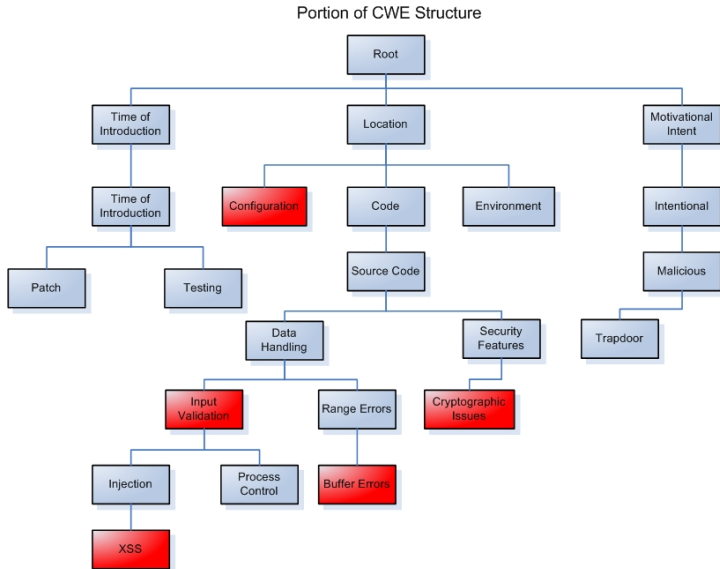 Portion of CWE Structure
Root
Time of
Introduction
Location
Motivational
Intent
Time of
Introduction
Configuration
Code
Environment
Intentional
Patch
Testing
Source Code
Malicious
Data
Handling
Security
Features
Trapdoor
Input
Validation
Range Errors
Cryptographic
Issues
Injection
Process
Control
Buffer Errors
XSS